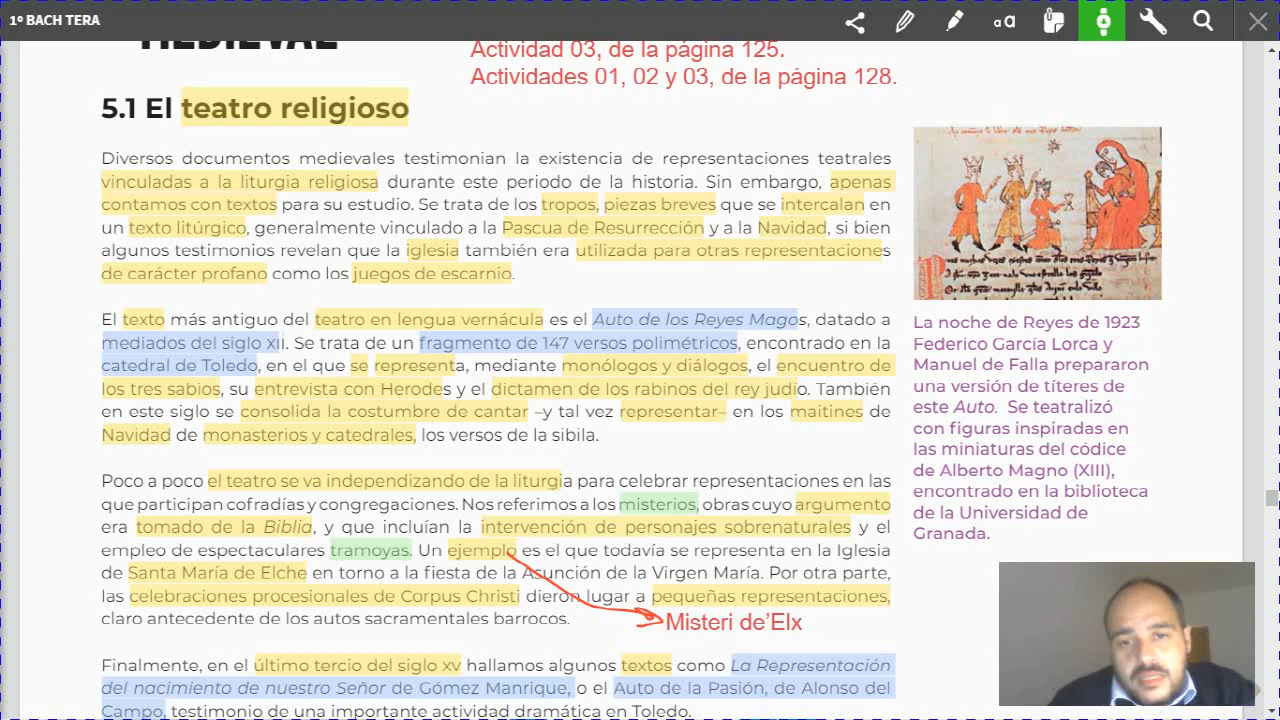 1º BACH TERA
MEDIEVAL
Actividad 03, de la página 125.
Actividades 01, 02 y 03, de la página 128.
5.1 El teatro religioso
Diversos documentos medievales testimonian la existencia de representaciones teatrales
vinculadas a la liturgia religiosa durante este periodo de la historia. Sin embargo, apenas
contamos con textos para su estudio. Se trata de los tropos, piezas breves que se intercalan en
un texto litúrgico, generalmente vinculado a la Pascua de Resurrección y a la Navidad, si bien
algunos testimonios revelan que la iglesia también era utilizada para otras representaciones
de carácter profano como los juegos de escarnio.
El texto más antiguo del teatro en lengua vernácula es el Auto de los Reyes Magos, datado a
mediados del siglo XII. Se trata de un fragmento de 147 versos polimétricos, encontrado en la
catedral de Toledo, en el que se representa, mediante monólogos y diálogos, el encuentro de
los tres sabios, su entrevista con Herodes y el dictamen de los rabinos del rey judío. También
en este siglo se consolida la costumbre de cantar –y tal vez representar– en los maitines de
Navidad de monasterios y catedrales, los versos de la sibila.
Poco a poco el teatro se va independizando de la liturgia para celebrar representaciones en las
que participan cofradías y congregaciones. Nos referimos a los misterios, obras cuyo argumento
era tomado de la Biblia, y que incluían la intervención de personajes sobrenaturales y el
empleo de espectaculares tramoyas. Un ejemplo es el que todavía se representa en la Iglesia
de Santa María de Elche en torno a la fiesta de la Asunción de la Virgen María. Por otra parte,
las celebraciones procesionales de Corpus Christi dieron lugar a pequeñas representaciones,
claro antecedente de los autos sacramentales barrocos.
Misteri de'Elx
Finalmente, en el último tercio del siglo XV hallamos algunos textos como La Representación
del nacimiento de nuestro Señor de Gómez Manrique, o el Auto de la Pasión, de Alonso del
Campo, testimonio de una importante actividad dramática en Toledo.
La noche de Reyes de 1923
Federico García Lorca y
Manuel de Falla prepararon
una versión de títeres de
este Auto. Se teatralizó
con figuras inspiradas en
las miniaturas del códice
de Alberto Magno (XIII),
encontrado en la biblioteca
de la Universidad de
Granada.